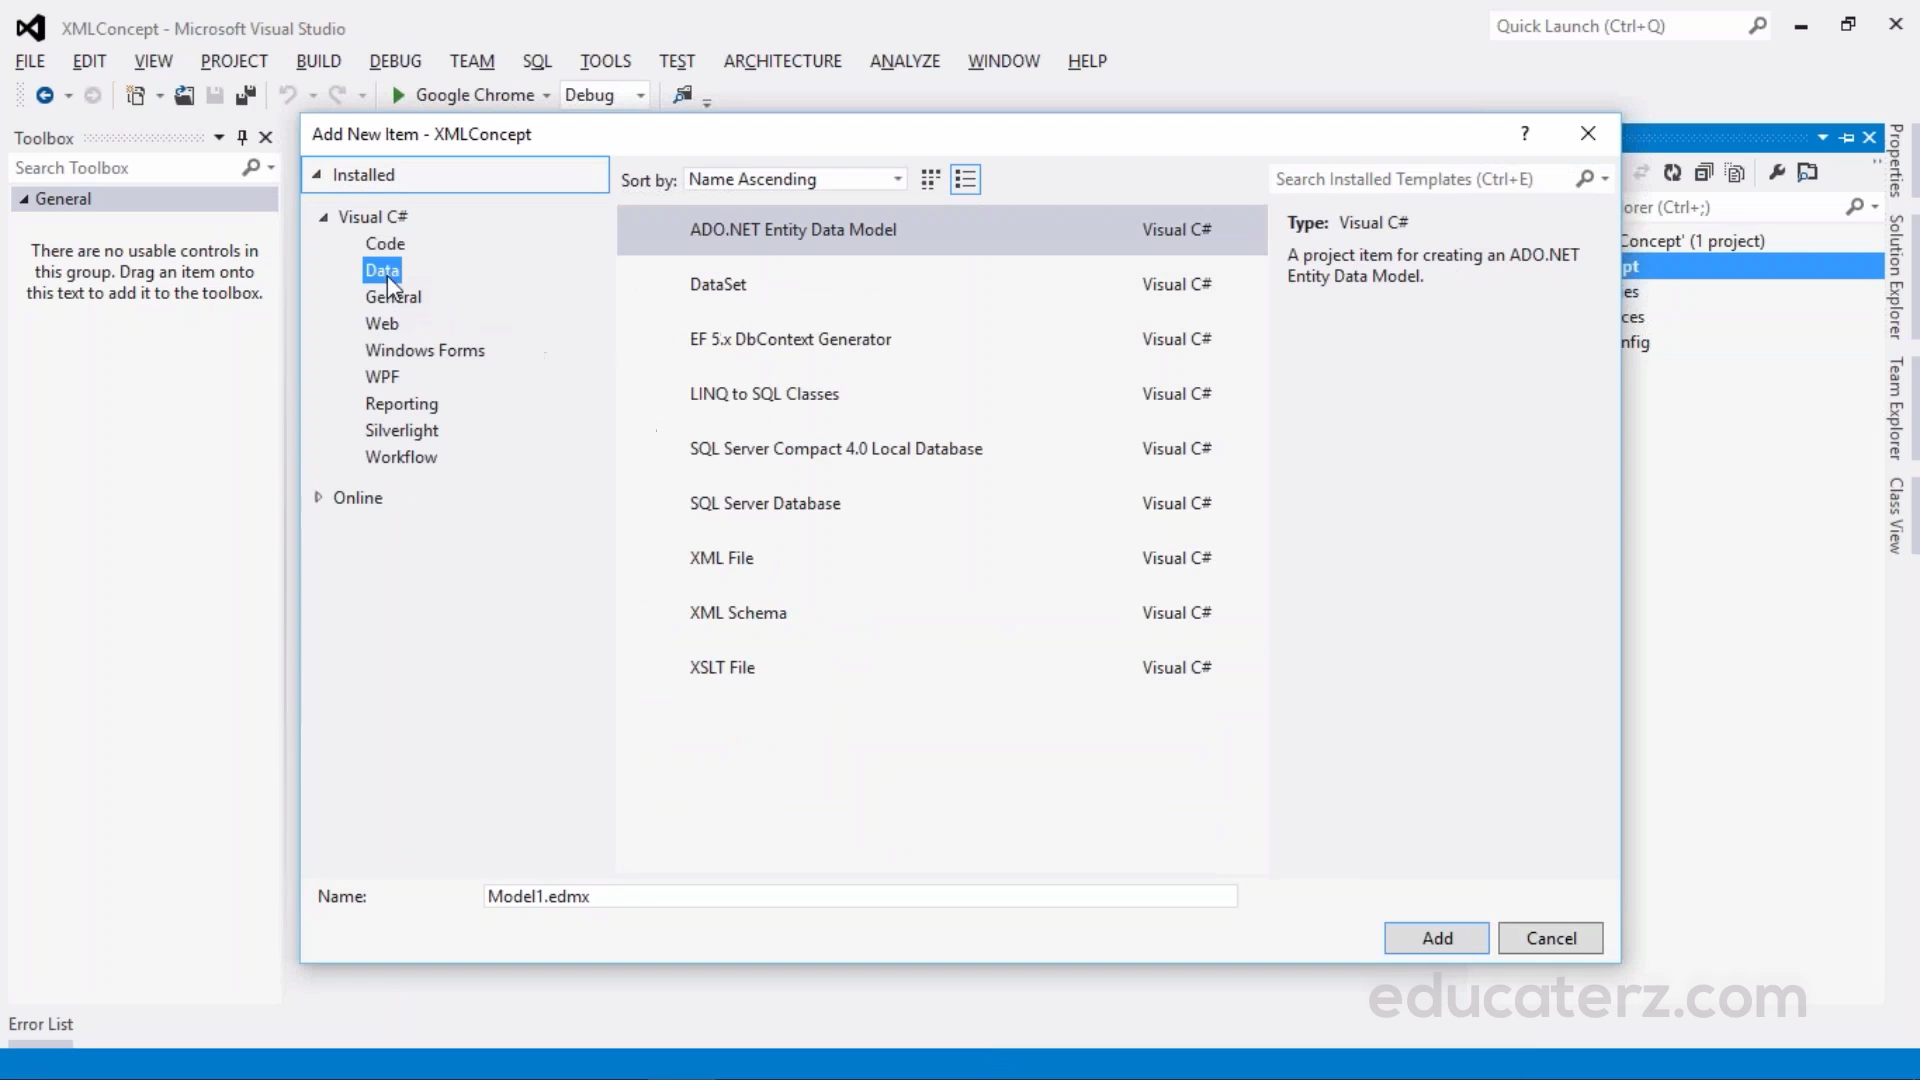 XMLConcept - Microsoft Visual Studio
Quick Launch (Ctrl+Q)
FILE EDIT VIEW PROJECT BUILD DEBUG TEAM SQL TOOLS TEST ARCHITECTURE ANALYZE WINDOW HELP
Google Chrome Debug
Toolbox
Search Toolbox
General
There are no usable controls in
this group. Drag an item onto
this text to add it to the toolbox.
Add New Item - XMLConcept
?
Installed
Visual C#
Code
Data
General
Web
Windows Forms
WPF
Reporting
Silverlight
Workflow
Online
Sort by: Name Ascending
Search Installed Templates (Ctrl+E)
ADO.NET Entity Data Model Visual C#
DataSet Visual C#
EF 5.x DbContext Generator Visual C#
LINQ to SQL Classes Visual C#
SQL Server Compact 4.0 Local Database Visual C#
SQL Server Database Visual C#
XML File Visual C#
XML Schema Visual C#
XSLT File Visual C#
Type: Visual C#
A project item for creating an ADO.NET
Entity Data Model.
Name: Model1.edmx
Add Cancel
orer (Ctrl+;)
Concept' (1 project)
pt
es
ces
nfig
Properties
Solution Explorer
Team Explorer
Class View
educaterz.com
Error List